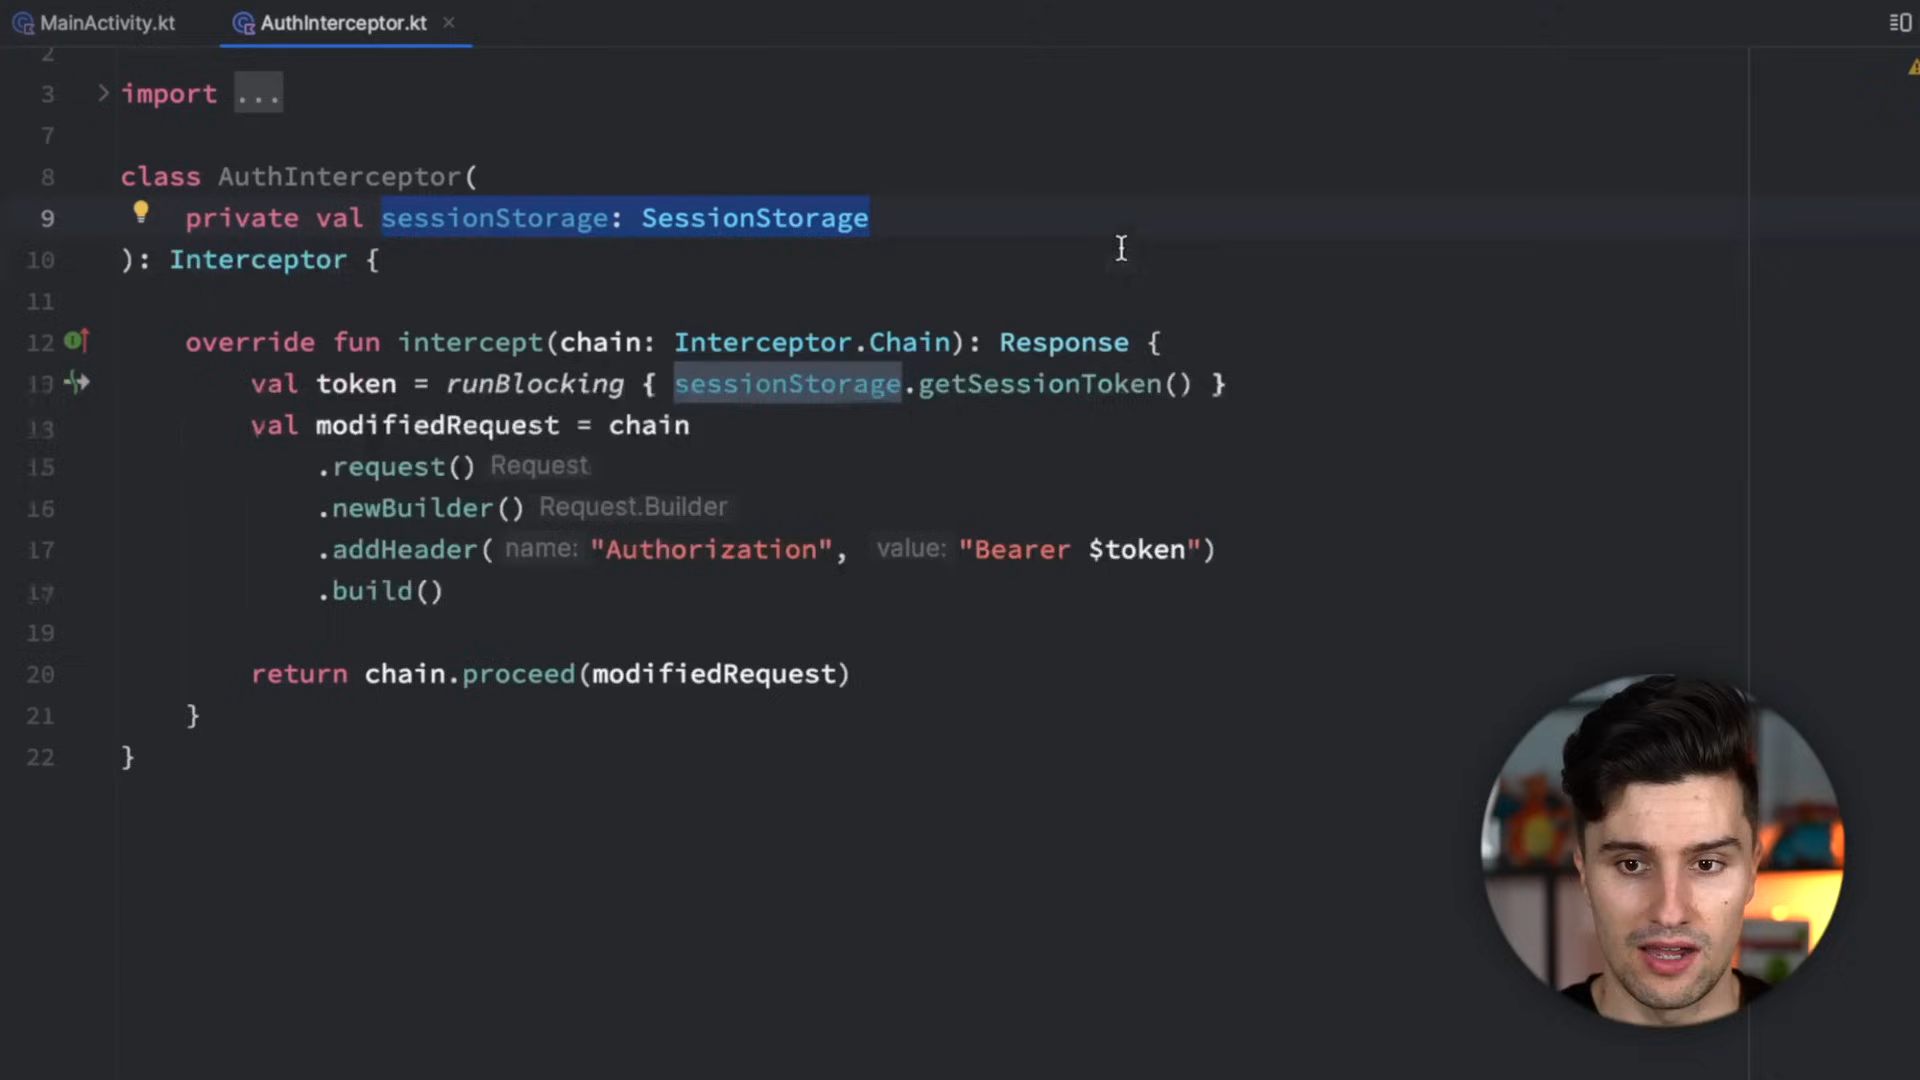 MainActivity.kt AuthInterceptor.kt
2
3 import ...
7
8 class AuthInterceptor(
9 private val sessionStorage: SessionStorage
10 ): Interceptor {
11
12 override fun intercept(chain: Interceptor.Chain): Response {
13 val token = runBlocking { sessionStorage.getSessionToken() }
13 val modifiedRequest = chain
15 .request() Request
16 .newBuilder() Request.Builder
17 .addHeader( name: "Authorization", value: "Bearer $token")
17 .build()
19
20 return chain.proceed(modifiedRequest)
21 }
22 }